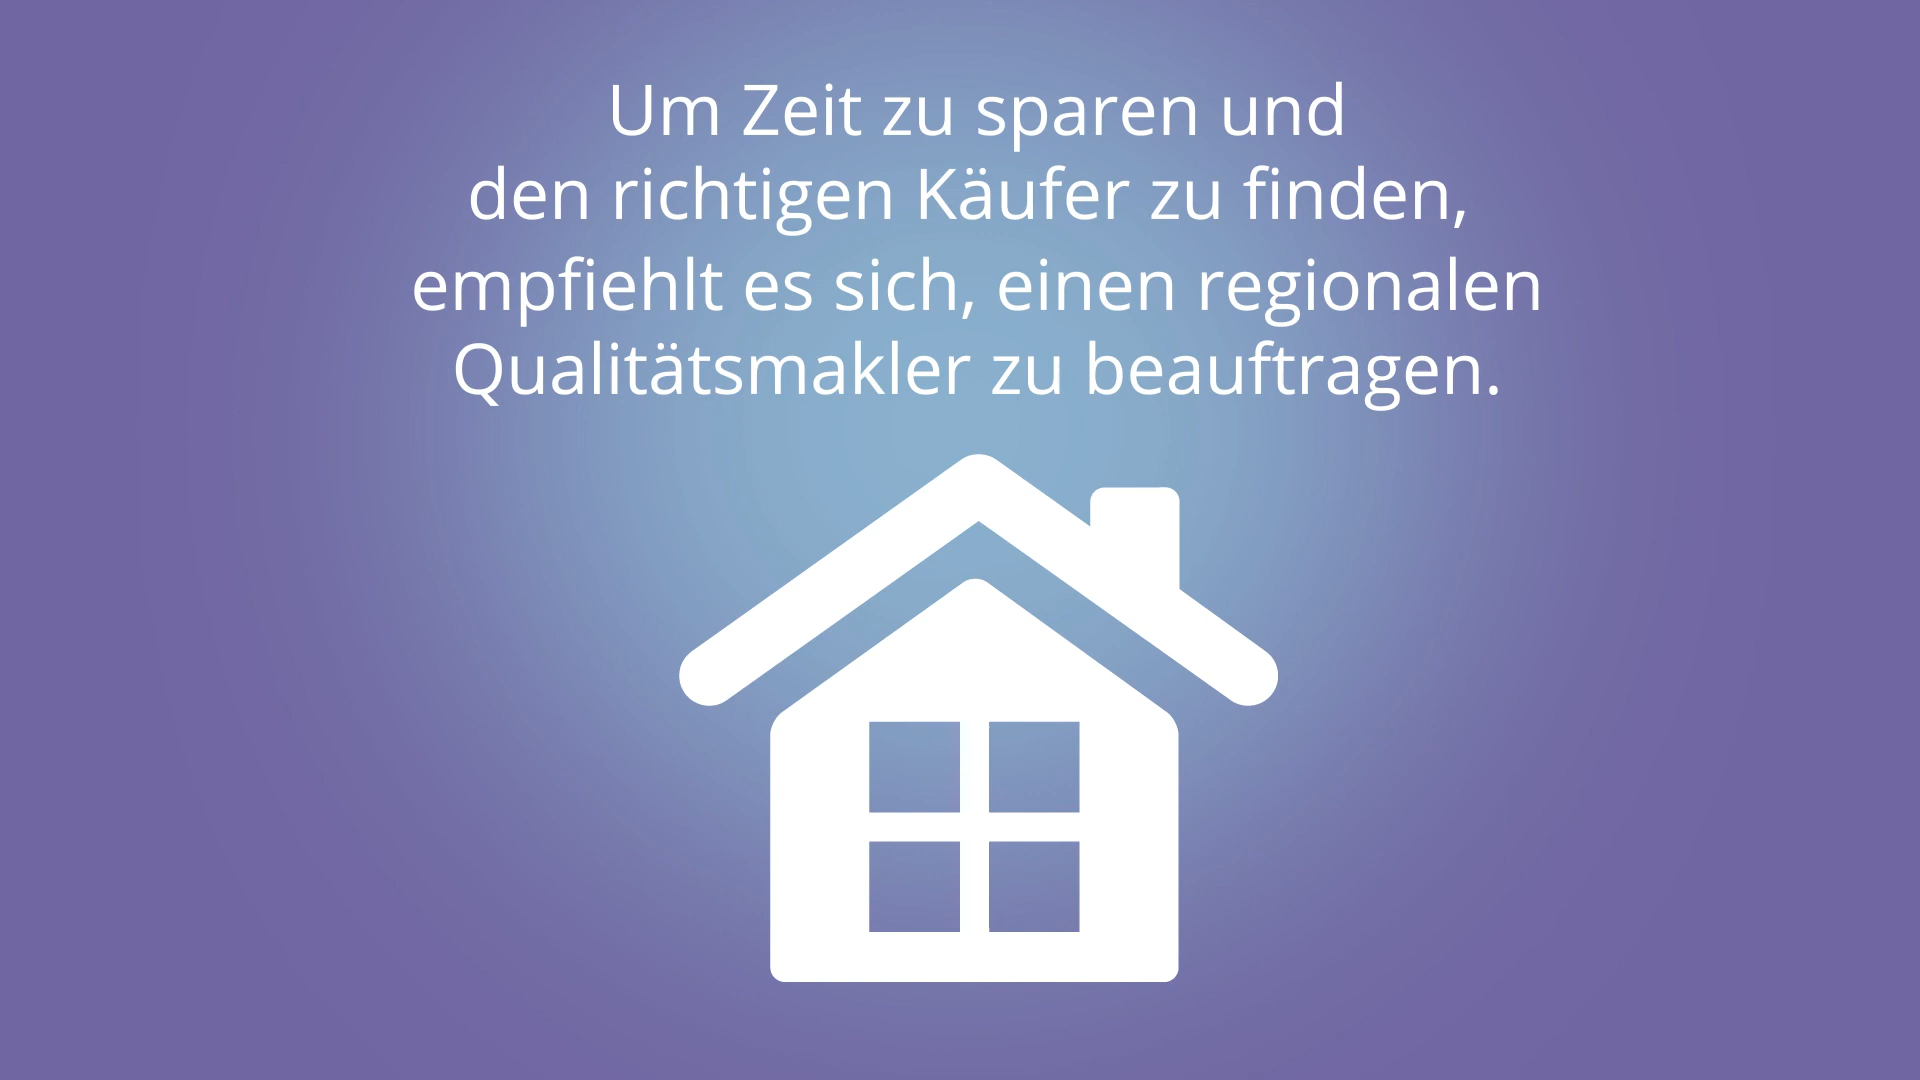 Um Zeit zu sparen und
den richtigen Käufer zu finden,
empfiehlt es sich, einen regionalen
Qualitätsmakler zu beauftragen.